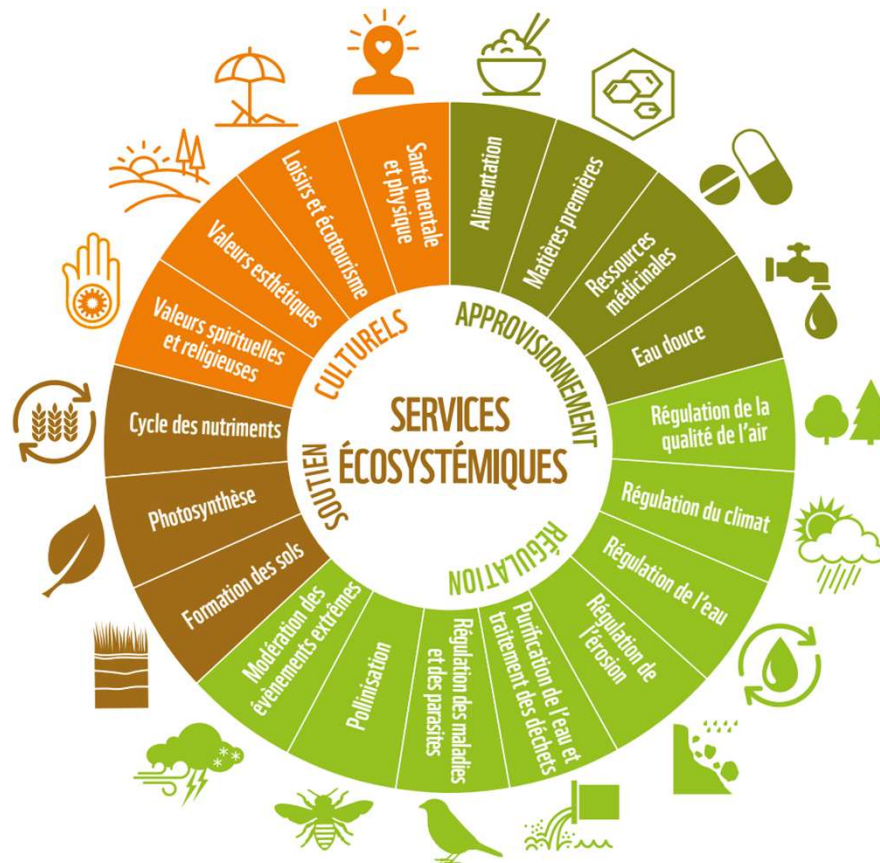 SERVICES
ÉCOSYSTÉMIQUES
APPROVISIONNEMENT
Alimentation
Matières premières
Ressources
médicinales
Eau douce
RÉGULATION
Régulation de la
qualité de l'air
Régulation du climat
Régulation de l'eau
Régulation de
l'érosion
Purification de l'eau et
traitement des déchets
Régulation des maladies
et des parasites
Pollinisation
Modération des
évènements extrêmes
SOUTIEN
Formation des sols
Photosynthèse
Cycle des nutriments
CULTURELS
Valeurs spirituelles
et religieuses
Valeurs esthétiques
Loisirs et écotourisme
Santé mentale
et physique